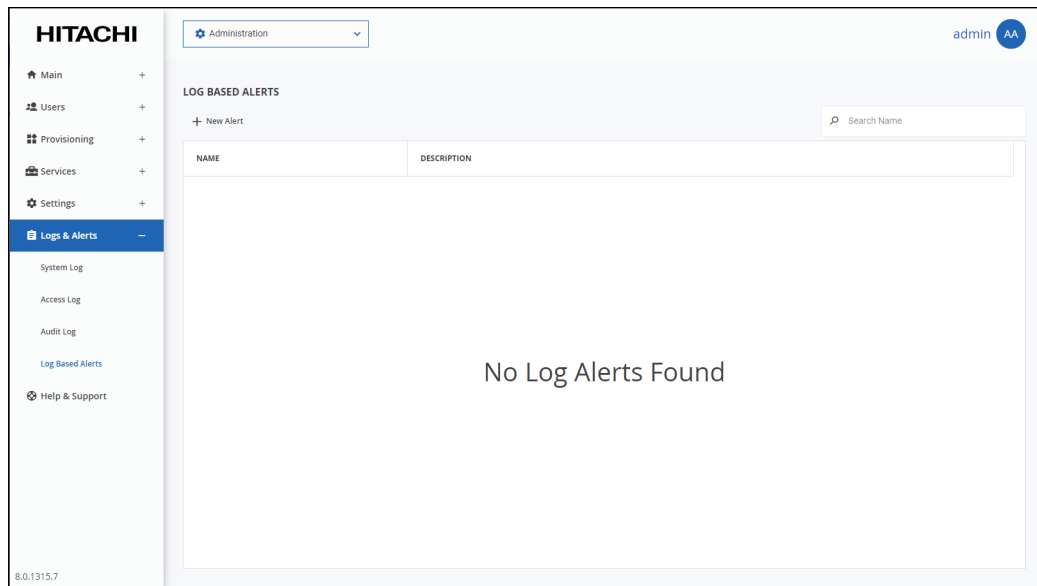 HITACHI
Administration
admin AA
Main
Users
Provisioning
Services
Settings
Logs & Alerts
System Log
Access Log
Audit Log
Log Based Alerts
Help & Support
8.0.1315.7
LOG BASED ALERTS
New Alert
Search Name
NAME DESCRIPTION
No Log Alerts Found